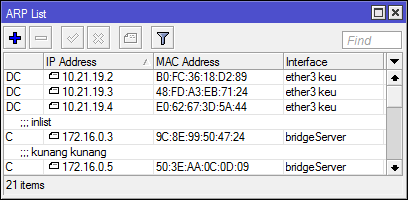 ARP List
Find
IP Address MAC Address Interface
DC 10.21.19.2 B0:FC:36:18:D2:89 ether3 keu
DC 10.21.19.3 48:FD:A3:EB:71:24 ether3 keu
DC 10.21.19.4 E0:62:67:3D:5A:44 ether3 keu
;;; inlist
C 172.16.0.3 9C:8E:99:50:47:24 bridgeServer
;;; kunang kunang
C 172.16.0.5 50:3E:AA:0C:0D:09 bridgeServer
21 items